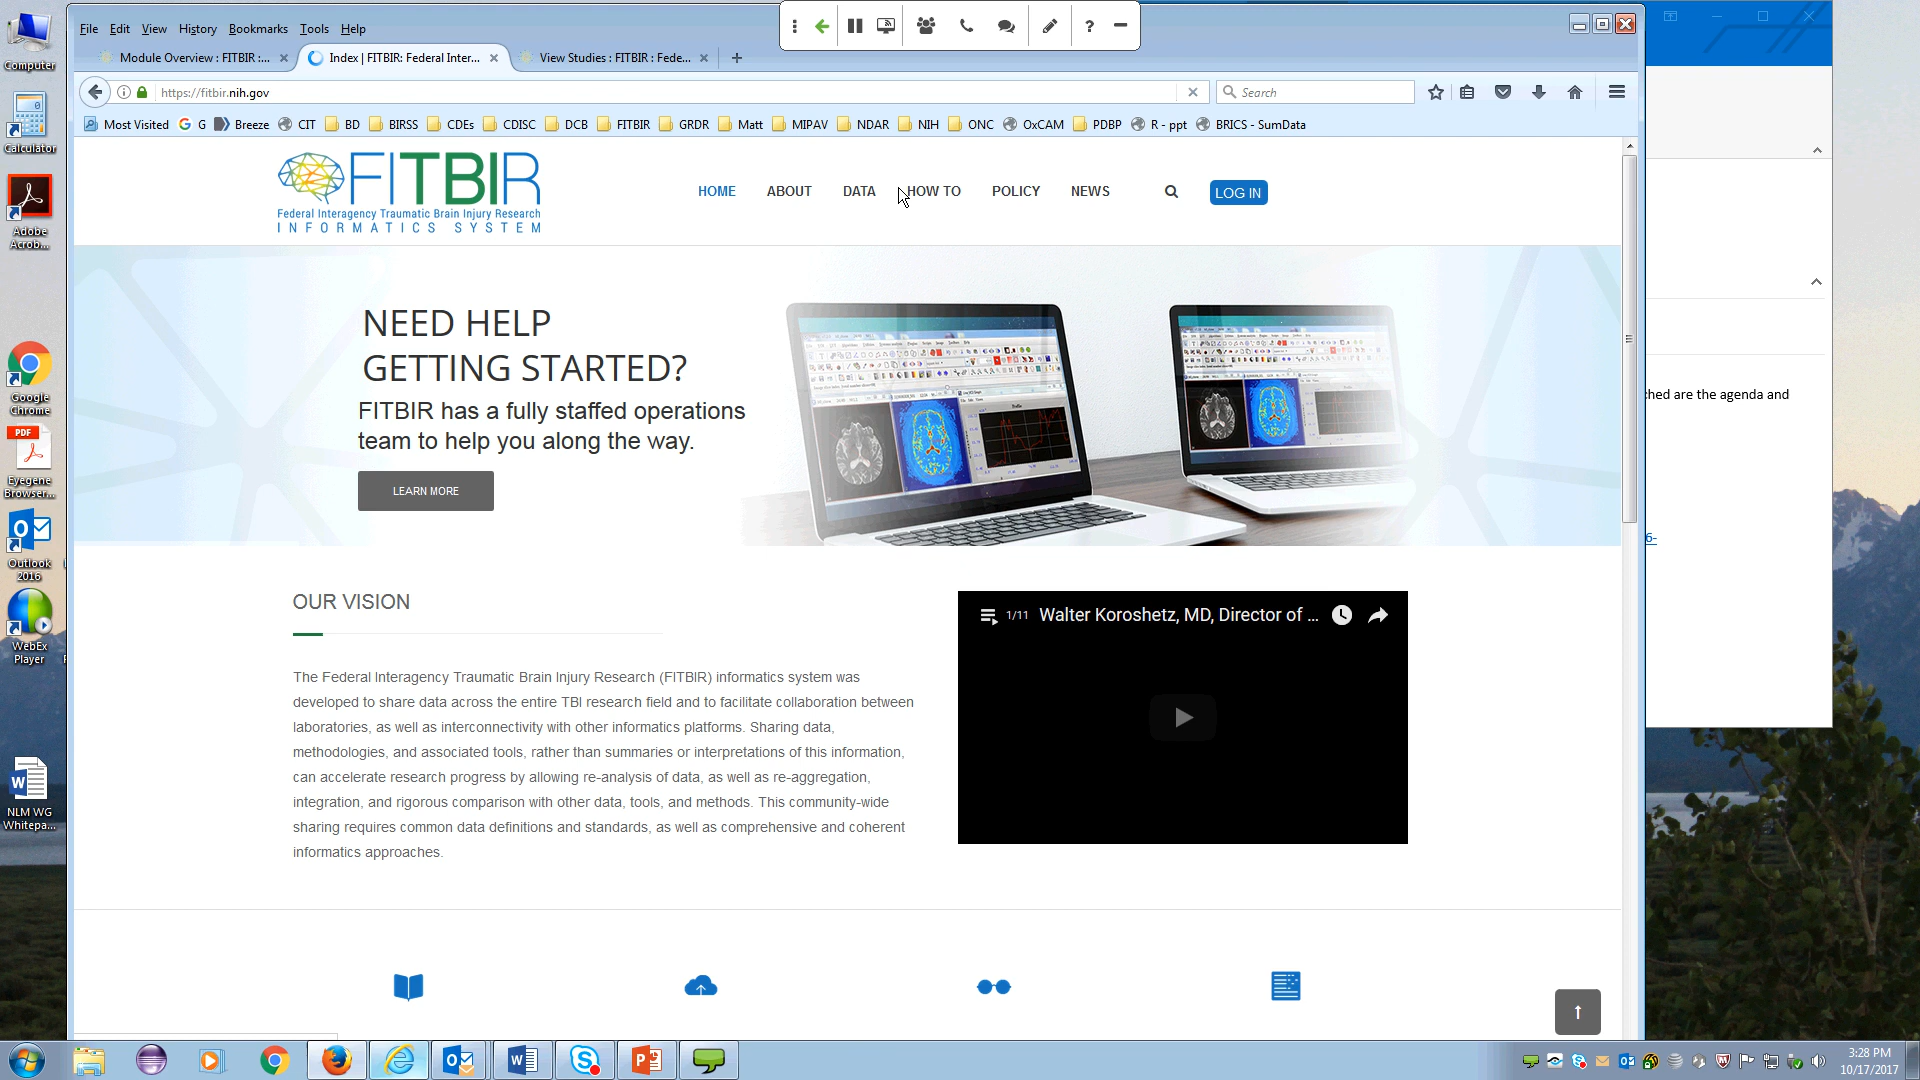 File Edit View History Bookmarks Tools Help
Module Overview : FITBIR :...
Index | FITBIR: Federal Inter...
View Studies : FITBIR : Fede...
https://fitbir.nih.gov
Search
Most Visited G Breeze CIT BD BIRSS CDEs CDISC DCB FITBIR GRDR Matt MIPAV NDAR NIH ONC OxCAM PDBP R - ppt BRICS - SumData
FITBIR
Federal Interagency Traumatic Brain Injury Research
INFORMATICS SYSTEM
HOME ABOUT DATA HOW TO POLICY NEWS LOG IN
NEED HELP
GETTING STARTED?
FITBIR has a fully staffed operations
team to help you along the way.
LEARN MORE
OUR VISION
The Federal Interagency Traumatic Brain Injury Research (FITBIR) informatics system was
developed to share data across the entire TBI research field and to facilitate collaboration between
laboratories, as well as interconnectivity with other informatics platforms. Sharing data,
methodologies, and associated tools, rather than summaries or interpretations of this information,
can accelerate research progress by allowing re-analysis of data, as well as re-aggregation,
integration, and rigorous comparison with other data, tools, and methods. This community-wide
sharing requires common data definitions and standards, as well as comprehensive and coherent
informatics approaches.
1/11 Walter Koroshetz, MD, Director of ...
are the agenda and
6-
Computer
Calculator
Adobe
Acrob...
Google
Chrome
PDF
Eyegene
Browser...
Outlook
2016
WebEx
Player
NLM WG
Whitepa...
3:28 PM
10/17/2017